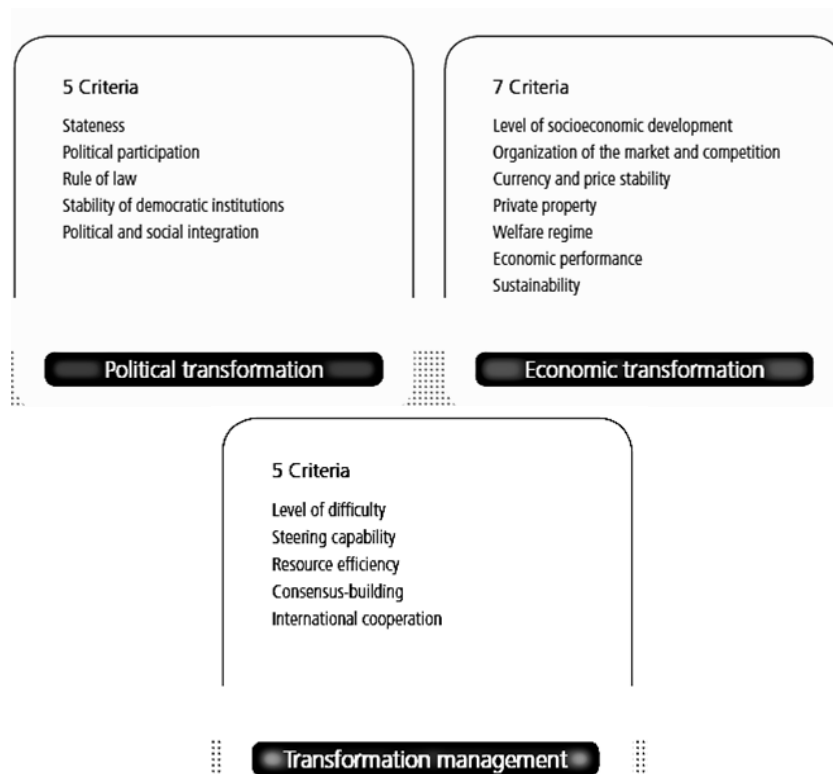 5 Criteria
Stateness
Political participation
Rule of law
Stability of democratic institutions
Political and social integration
Political transformation
7 Criteria
Level of socioeconomic development
Organization of the market and competition
Currency and price stability
Private property
Welfare regime
Economic performance
Sustainability
Economic transformation
5 Criteria
Level of difficulty
Steering capability
Resource efficiency
Consensus-building
International cooperation
Transformation management